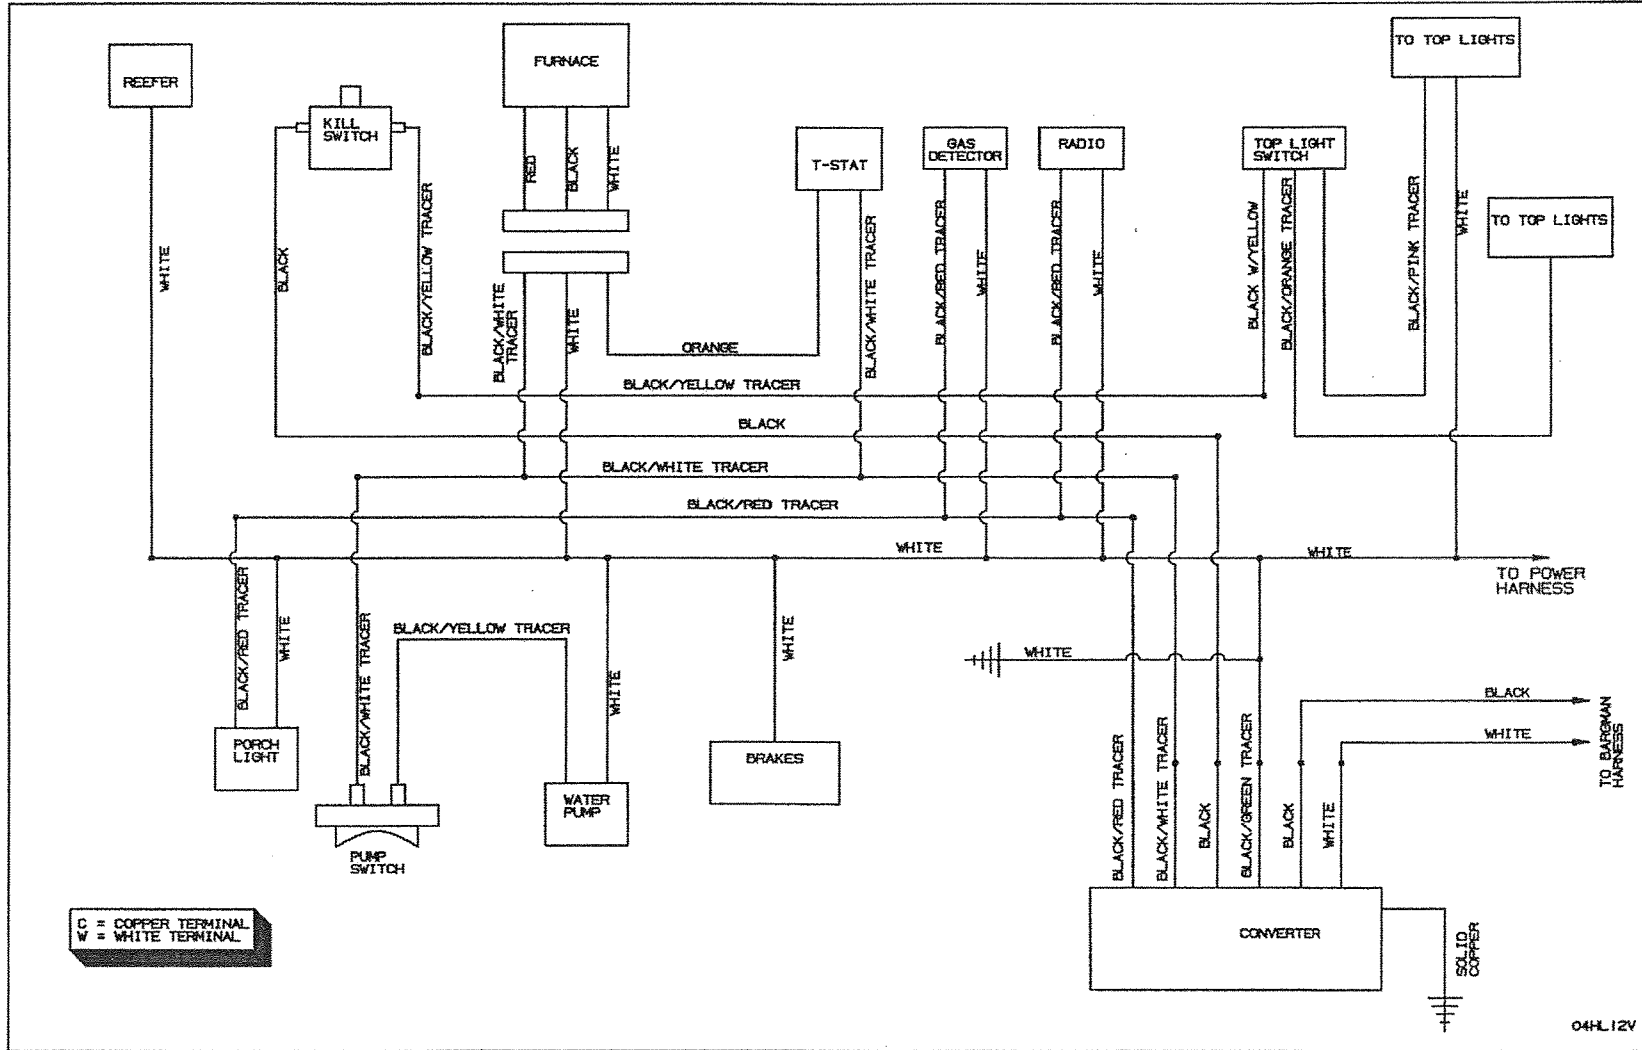 REEFER
KILL
SWITCH
FURNACE
T-STAT
GAS
DETECTOR
RADIO
TOP LIGHT
SWITCH
TO TOP LIGHTS
TO TOP LIGHTS
WHITE
BLACK
BLACK/YELLOW TRACER
RED
BLACK
WHITE
BLACK/WHITE
TRACER
WHITE
ORANGE
BLACK/WHITE TRACER
BLACK/RED TRACER
WHITE
BLACK/RED TRACER
WHITE
BLACK W/YELLOW
BLACK/ORANGE TRACER
BLACK/PINK TRACER
WHITE
BLACK/YELLOW TRACER
BLACK
BLACK/WHITE TRACER
BLACK/RED TRACER
WHITE
WHITE
TO POWER
HARNESS
BLACK/RED TRACER
WHITE
BLACK/WHITE TRACER
BLACK/YELLOW TRACER
WHITE
WHITE
WHITE
PORCH
LIGHT
PUMP
SWITCH
WATER
PUMP
BRAKES
BLACK
WHITE
TO BARGMAN
HARNESS
BLACK/RED TRACER
BLACK/WHITE TRACER
BLACK
BLACK/GREEN TRACER
BLACK
WHITE
CONVERTER
SOLID
COPPER
C = COPPER TERMINAL
W = WHITE TERMINAL
04HL12V